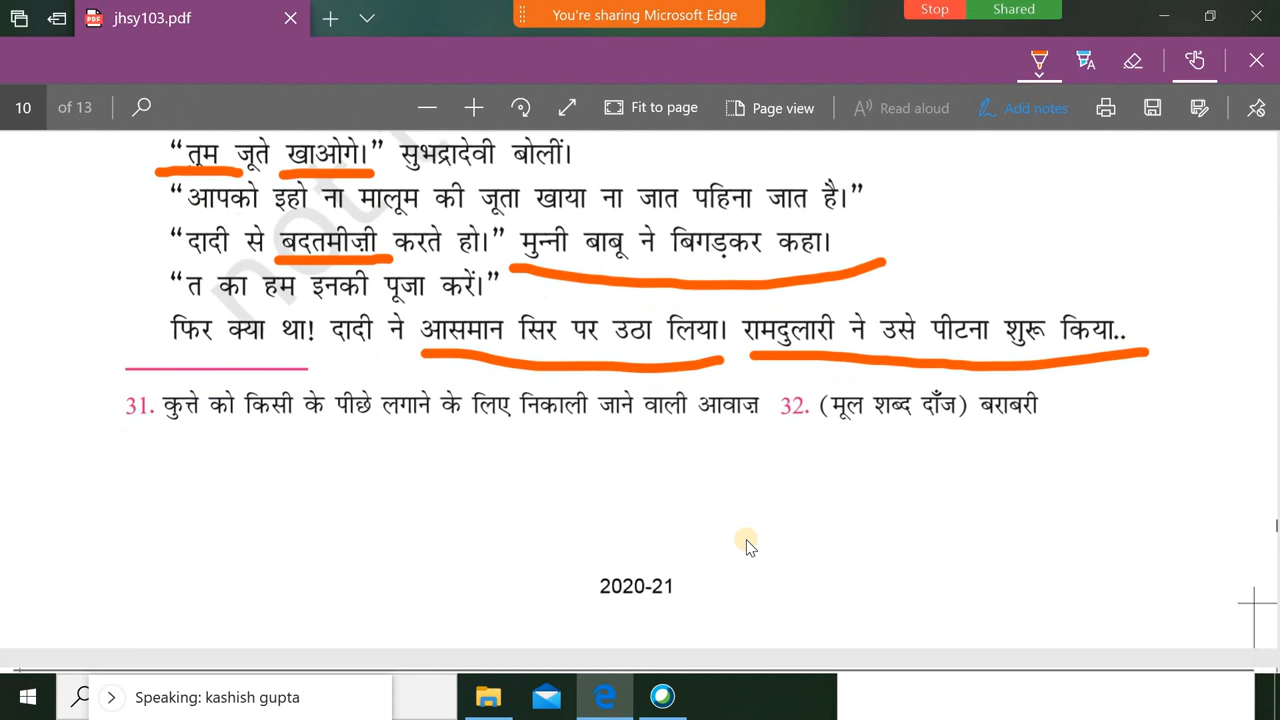 jhsy103.pdf
You're sharing Microsoft Edge
Stop
Shared
10 of 13
Fit to page
Page view
Read aloud
Add notes
“तुम जूते खाओगे।” सुभद्रादेवी बोलीं।
“आपको इहो ना मालूम की जूता खाया ना जात पहिना जात है।”
“दादी से बदतमीज़ी करते हो।” मुन्नी बाबू ने बिगड़कर कहा।
“त का हम इनकी पूजा करें।”
फिर क्या था! दादी ने आसमान सिर पर उठा लिया। रामदुलारी ने उसे पीटना शुरू किया..
31. कुत्ते को किसी के पीछे लगाने के लिए निकाली जाने वाली आवाज़ 32. (मूल शब्द दाँज) बराबरी
2020-21
Speaking: kashish gupta